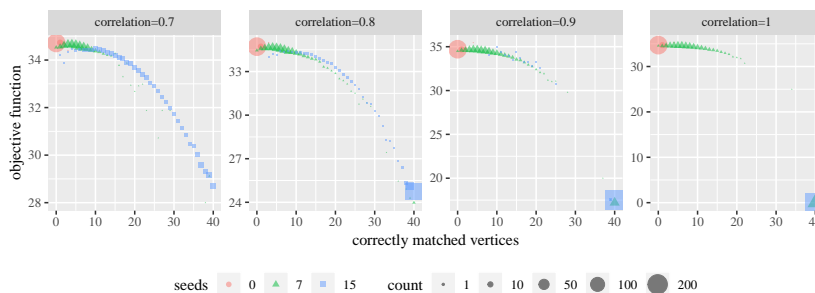 correlation=0.7 correlation=0.8 correlation=0.9 correlation=1
objective function
34
32
30
28
0 10 20 30 40
33
30
27
24
0 10 20 30 40
35
30
25
20
0 10 20 30 40
30
20
10
0
0 10 20 30 40
correctly matched vertices
seeds 0 7 15 count 1 10 50 100 200